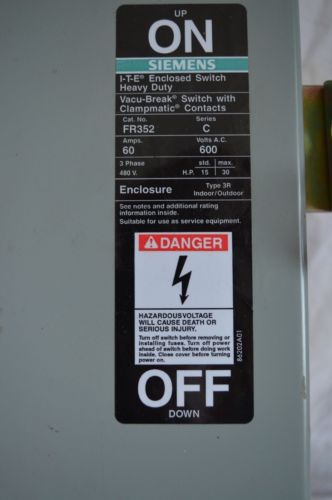 UP
ON
SIEMENS
I-T-E® Enclosed Switch
Heavy Duty
Vacu-Break® Switch with
Clampmatic® Contacts
Cat. No. Series
FR352 C
Amps. Volts A.C.
60 600
3 Phase std. max.
480 V. H.P. 15 30
Enclosure Type 3R
Indoor/Outdoor
See notes and additional rating
information inside.
Suitable for use as service equipment.
DANGER
HAZARDOUS VOLTAGE
WILL CAUSE DEATH OR
SERIOUS INJURY.
Turn off switch before removing or
installing fuses. Turn off power
ahead of switch before doing work
inside. Close cover before turning
power on.
86202A01
OFF
DOWN